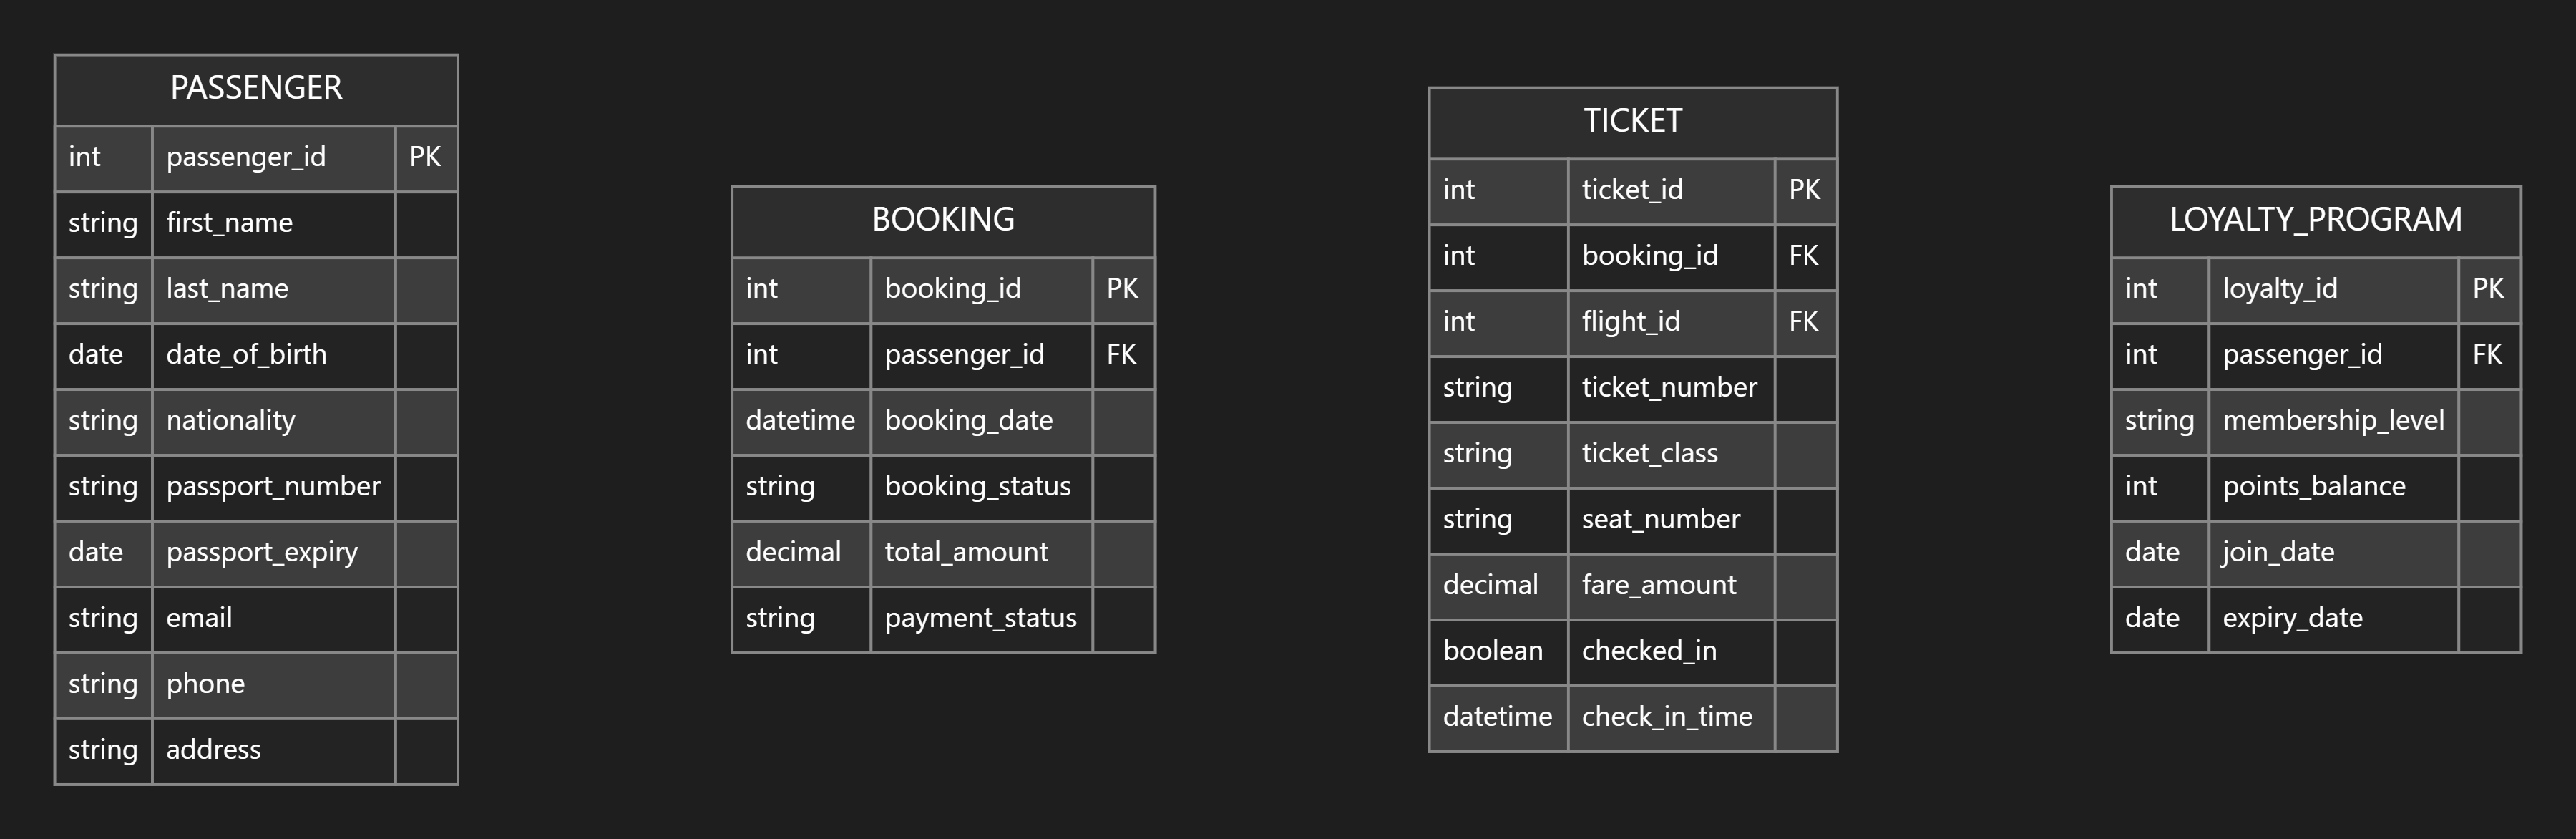 PASSENGER
int passenger_id PK
string first_name
string last_name
date date_of_birth
string nationality
string passport_number
date passport_expiry
string email
string phone
string address
BOOKING
int booking_id PK
int passenger_id FK
datetime booking_date
string booking_status
decimal total_amount
string payment_status
TICKET
int ticket_id PK
int booking_id FK
int flight_id FK
string ticket_number
string ticket_class
string seat_number
decimal fare_amount
boolean checked_in
datetime check_in_time
LOYALTY_PROGRAM
int loyalty_id PK
int passenger_id FK
string membership_level
int points_balance
date join_date
date expiry_date